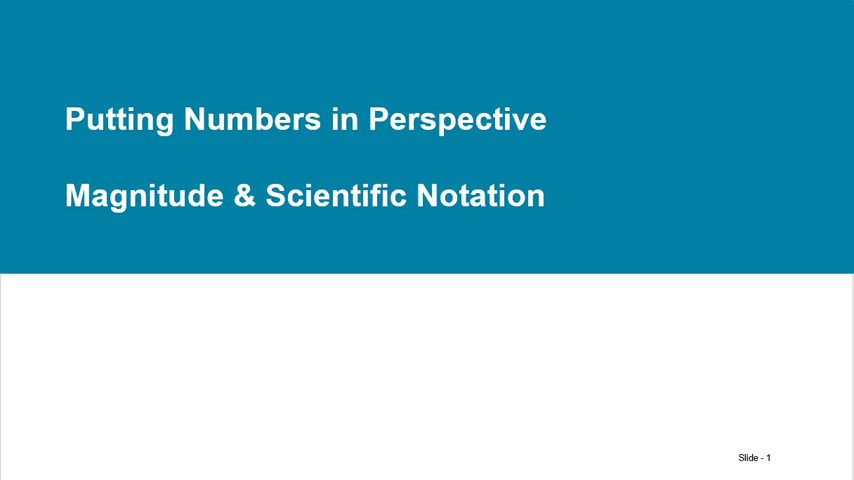 Putting Numbers in Perspective
Magnitude & Scientific Notation
Slide - 1